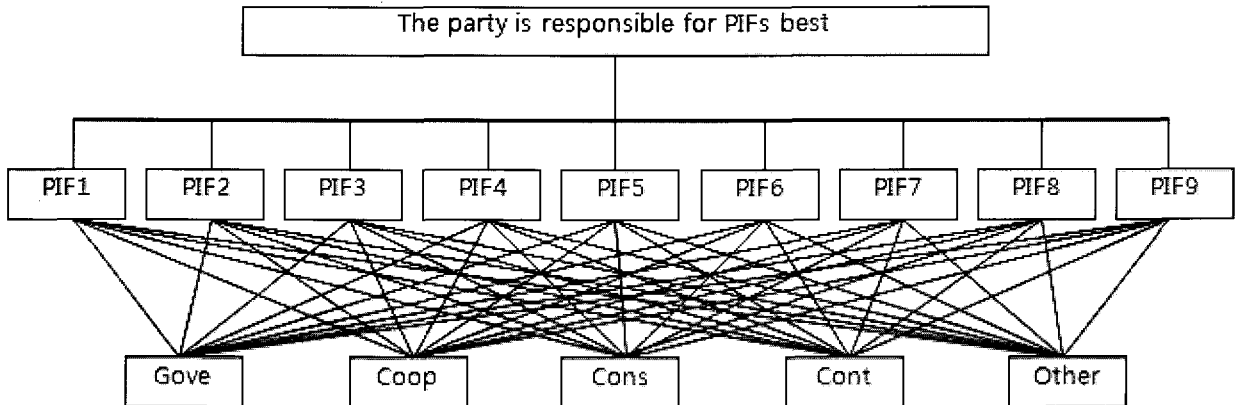 The party is responsible for PIFs best
PIF1 PIF2 PIF3 PIF4 PIF5 PIF6 PIF7 PIF8 PIF9
Gove Coop Cons Cont Other